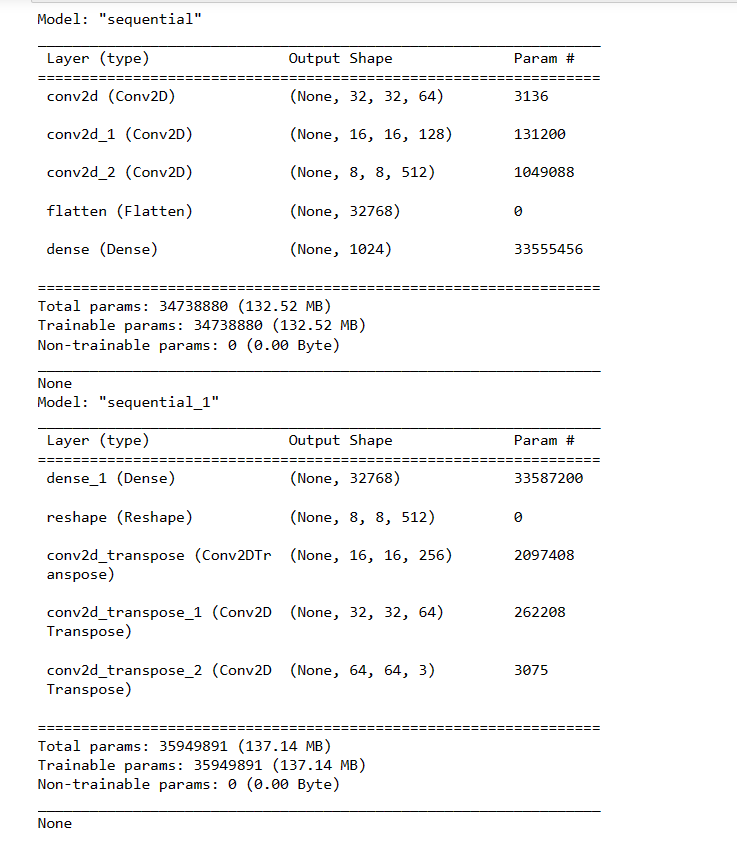 Model: "sequential"
Layer (type) Output Shape Param #
conv2d (Conv2D) (None, 32, 32, 64) 3136
conv2d_1 (Conv2D) (None, 16, 16, 128) 131200
conv2d_2 (Conv2D) (None, 8, 8, 512) 1049088
flatten (Flatten) (None, 32768) 0
dense (Dense) (None, 1024) 33555456
Total params: 34738880 (132.52 MB)
Trainable params: 34738880 (132.52 MB)
Non-trainable params: 0 (0.00 Byte)
None
Model: "sequential_1"
Layer (type) Output Shape Param #
dense_1 (Dense) (None, 32768) 33587200
reshape (Reshape) (None, 8, 8, 512) 0
conv2d_transpose (Conv2DTr (None, 16, 16, 256) 2097408
anspose)
conv2d_transpose_1 (Conv2D (None, 32, 32, 64) 262208
Transpose)
conv2d_transpose_2 (Conv2D (None, 64, 64, 3) 3075
Transpose)
Total params: 35949891 (137.14 MB)
Trainable params: 35949891 (137.14 MB)
Non-trainable params: 0 (0.00 Byte)
None